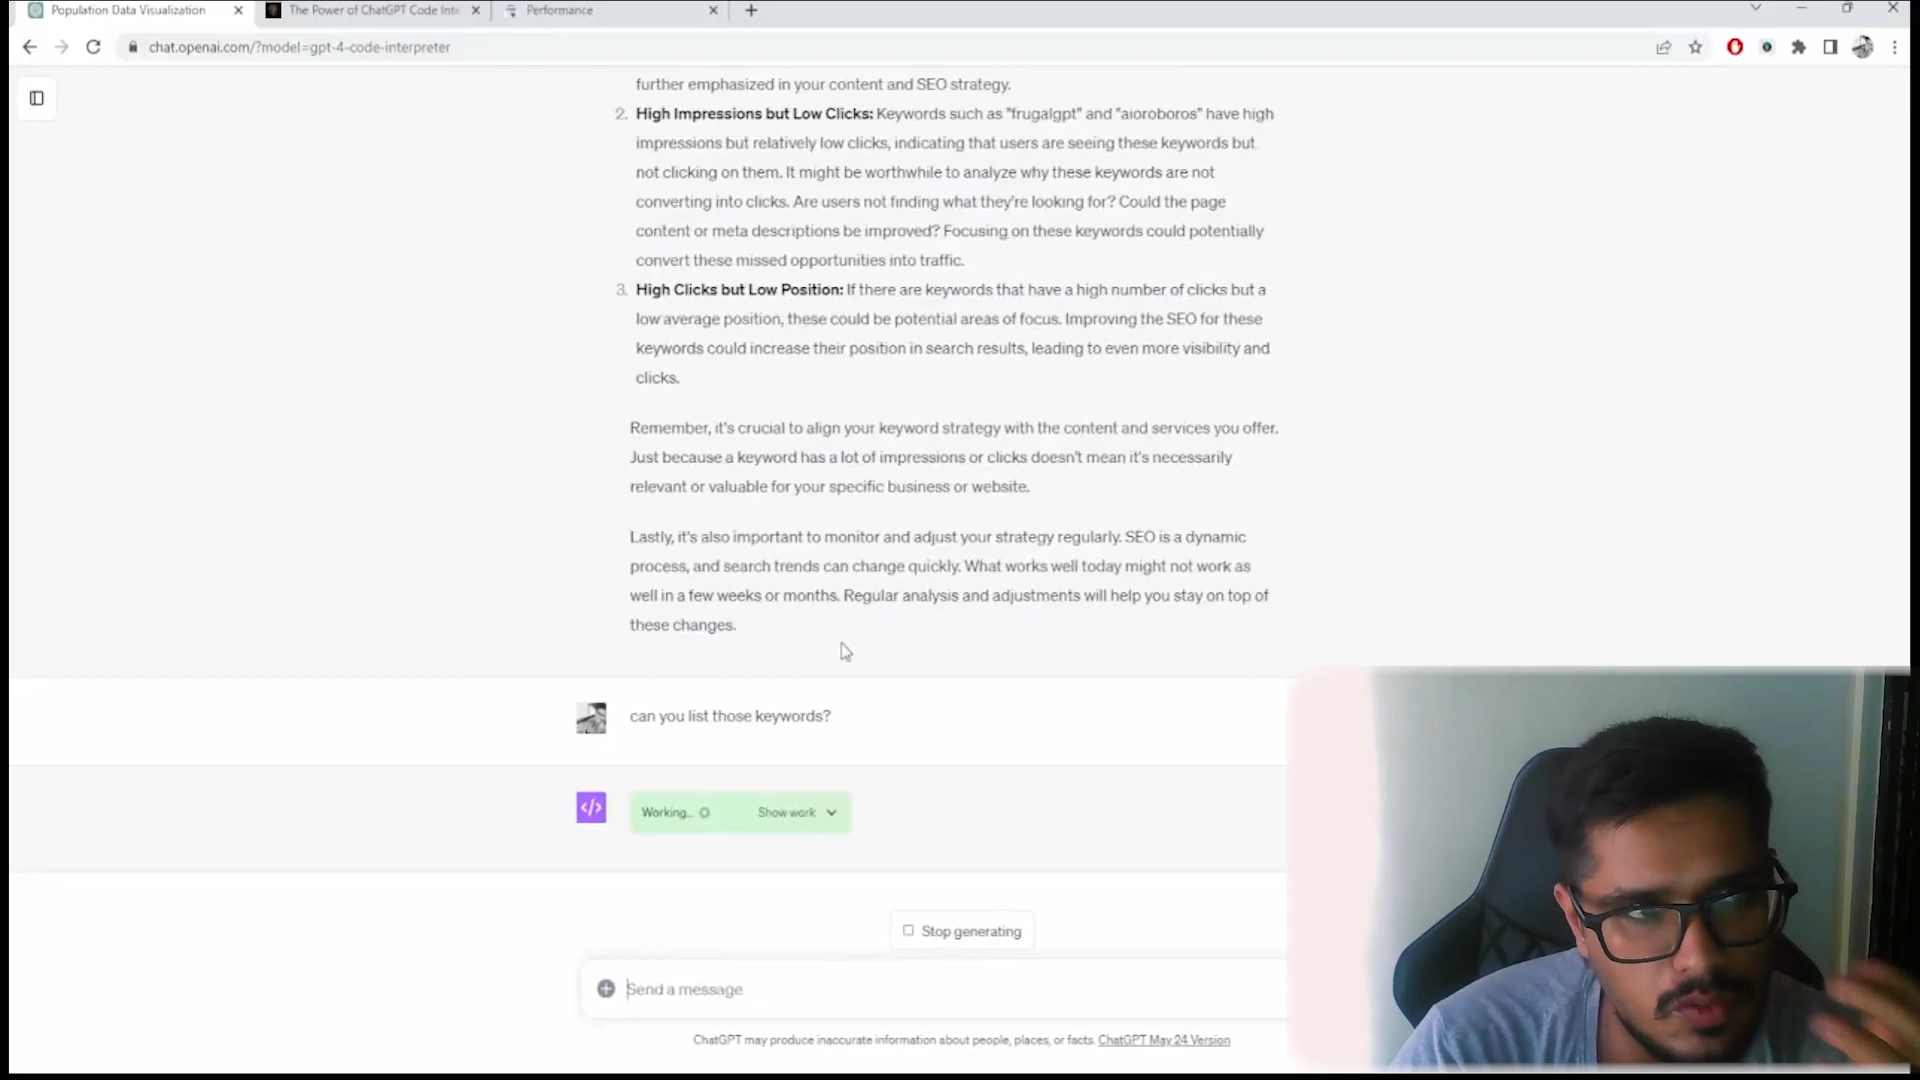 Population Data Visualization
The Power of ChatGPT Code Inte
Performance
chat.openai.com/?model=gpt-4-code-interpreter
further emphasized in your content and SEO strategy.
2. High Impressions but Low Clicks: Keywords such as "frugalgpt" and "aioroboros" have high
impressions but relatively low clicks, indicating that users are seeing these keywords but
not clicking on them. It might be worthwhile to analyze why these keywords are not
converting into clicks. Are users not finding what they're looking for? Could the page
content or meta descriptions be improved? Focusing on these keywords could potentially
convert these missed opportunities into traffic.
3. High Clicks but Low Position: If there are keywords that have a high number of clicks but a
low average position, these could be potential areas of focus. Improving the SEO for these
keywords could increase their position in search results, leading to even more visibility and
clicks.
Remember, it's crucial to align your keyword strategy with the content and services you offer.
Just because a keyword has a lot of impressions or clicks doesn't mean it's necessarily
relevant or valuable for your specific business or website.
Lastly, it's also important to monitor and adjust your strategy regularly. SEO is a dynamic
process, and search trends can change quickly. What works well today might not work as
well in a few weeks or months. Regular analysis and adjustments will help you stay on top of
these changes.
can you list those keywords?
Working... Show work
Stop generating
Send a message
ChatGPT may produce inaccurate information about people, places, or facts. ChatGPT May 24 Version